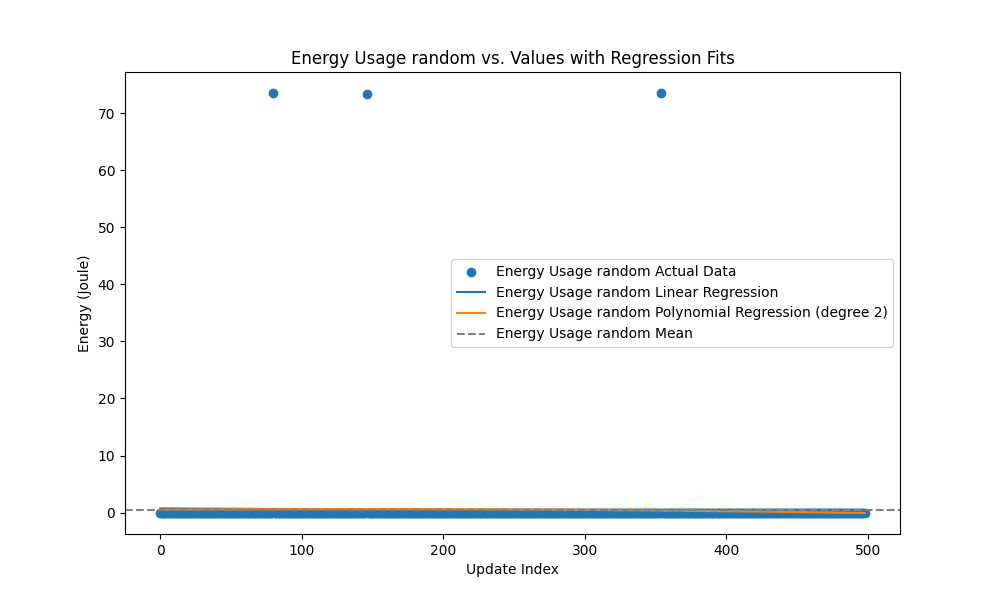 Energy Usage random vs. Values with Regression Fits
Energy (Joule)
70
60
50
40
30
20
10
0
Energy Usage random Actual Data
Energy Usage random Linear Regression
Energy Usage random Polynomial Regression (degree 2)
Energy Usage random Mean
0 100 200 300 400 500
Update Index